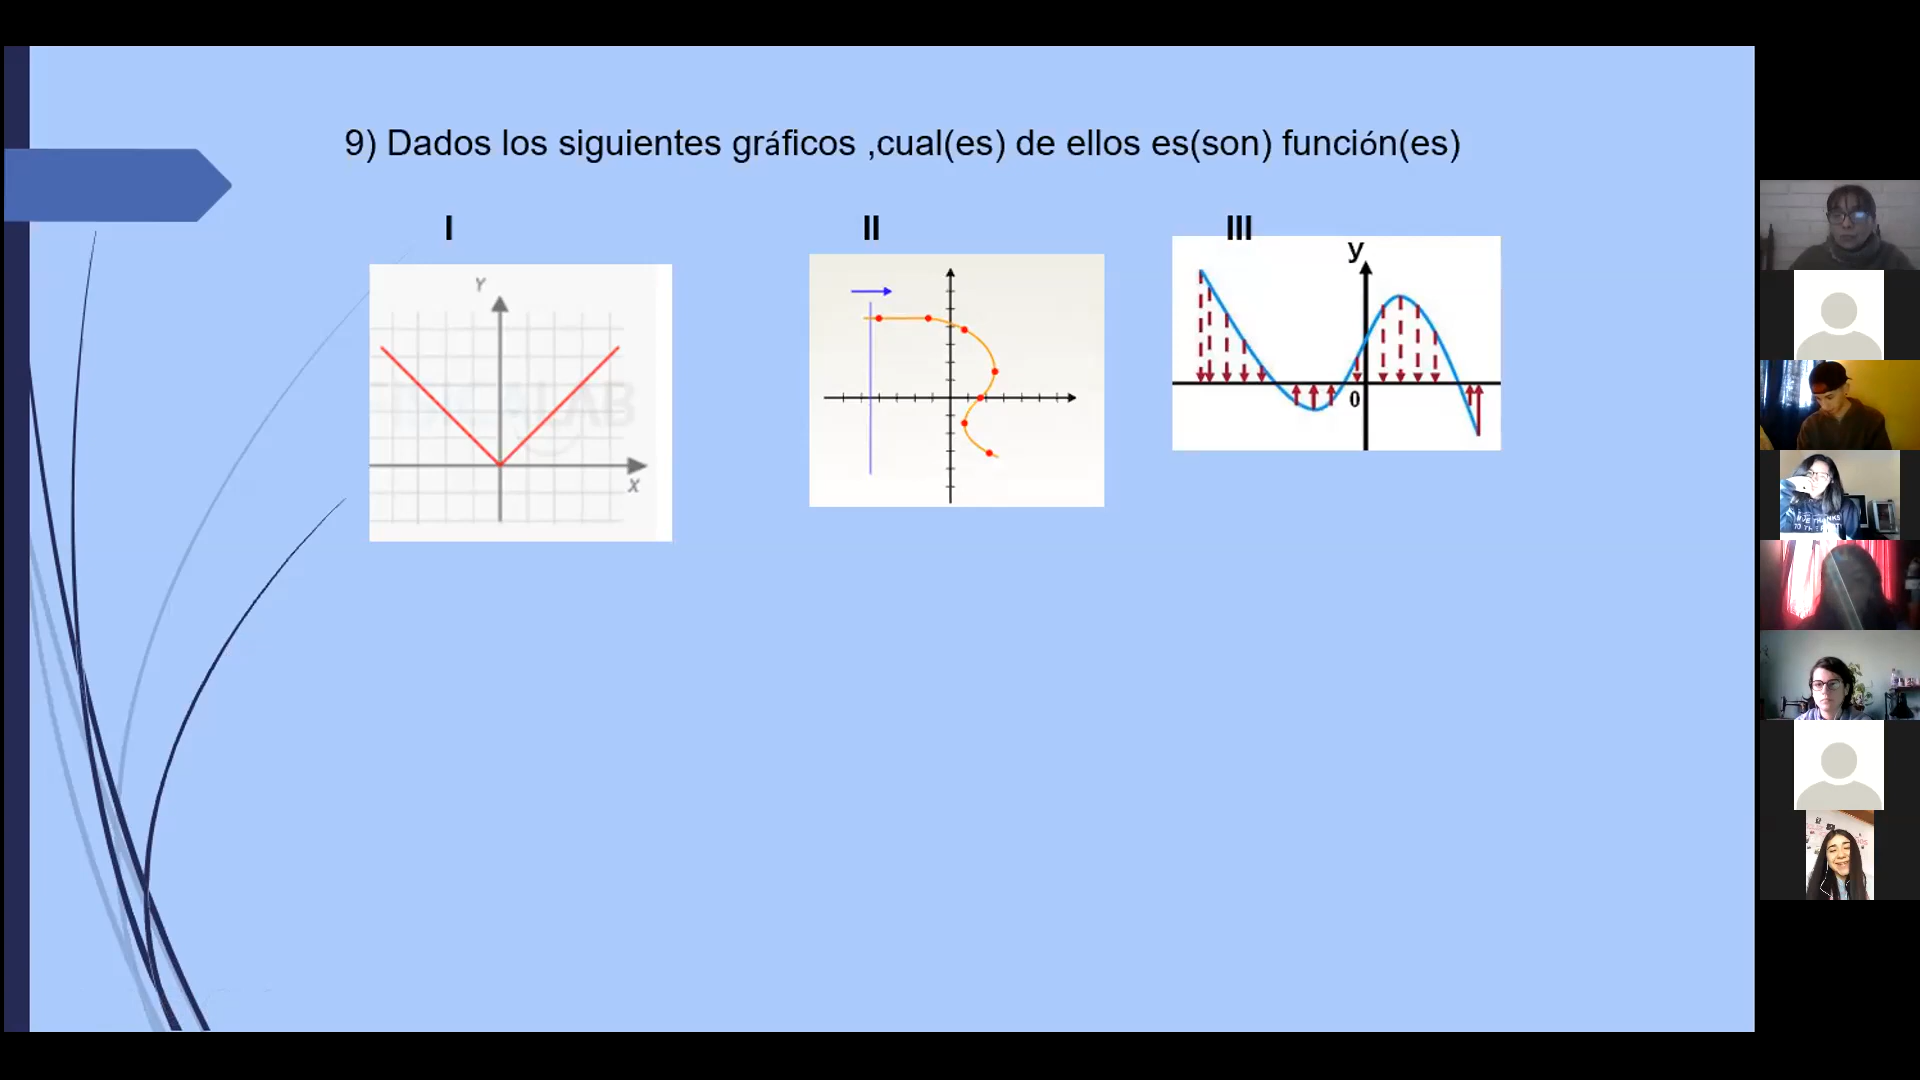 9) Dados los siguientes gráficos ,cual(es) de ellos es(son) función(es)
I
II
III
Y
X
y
0